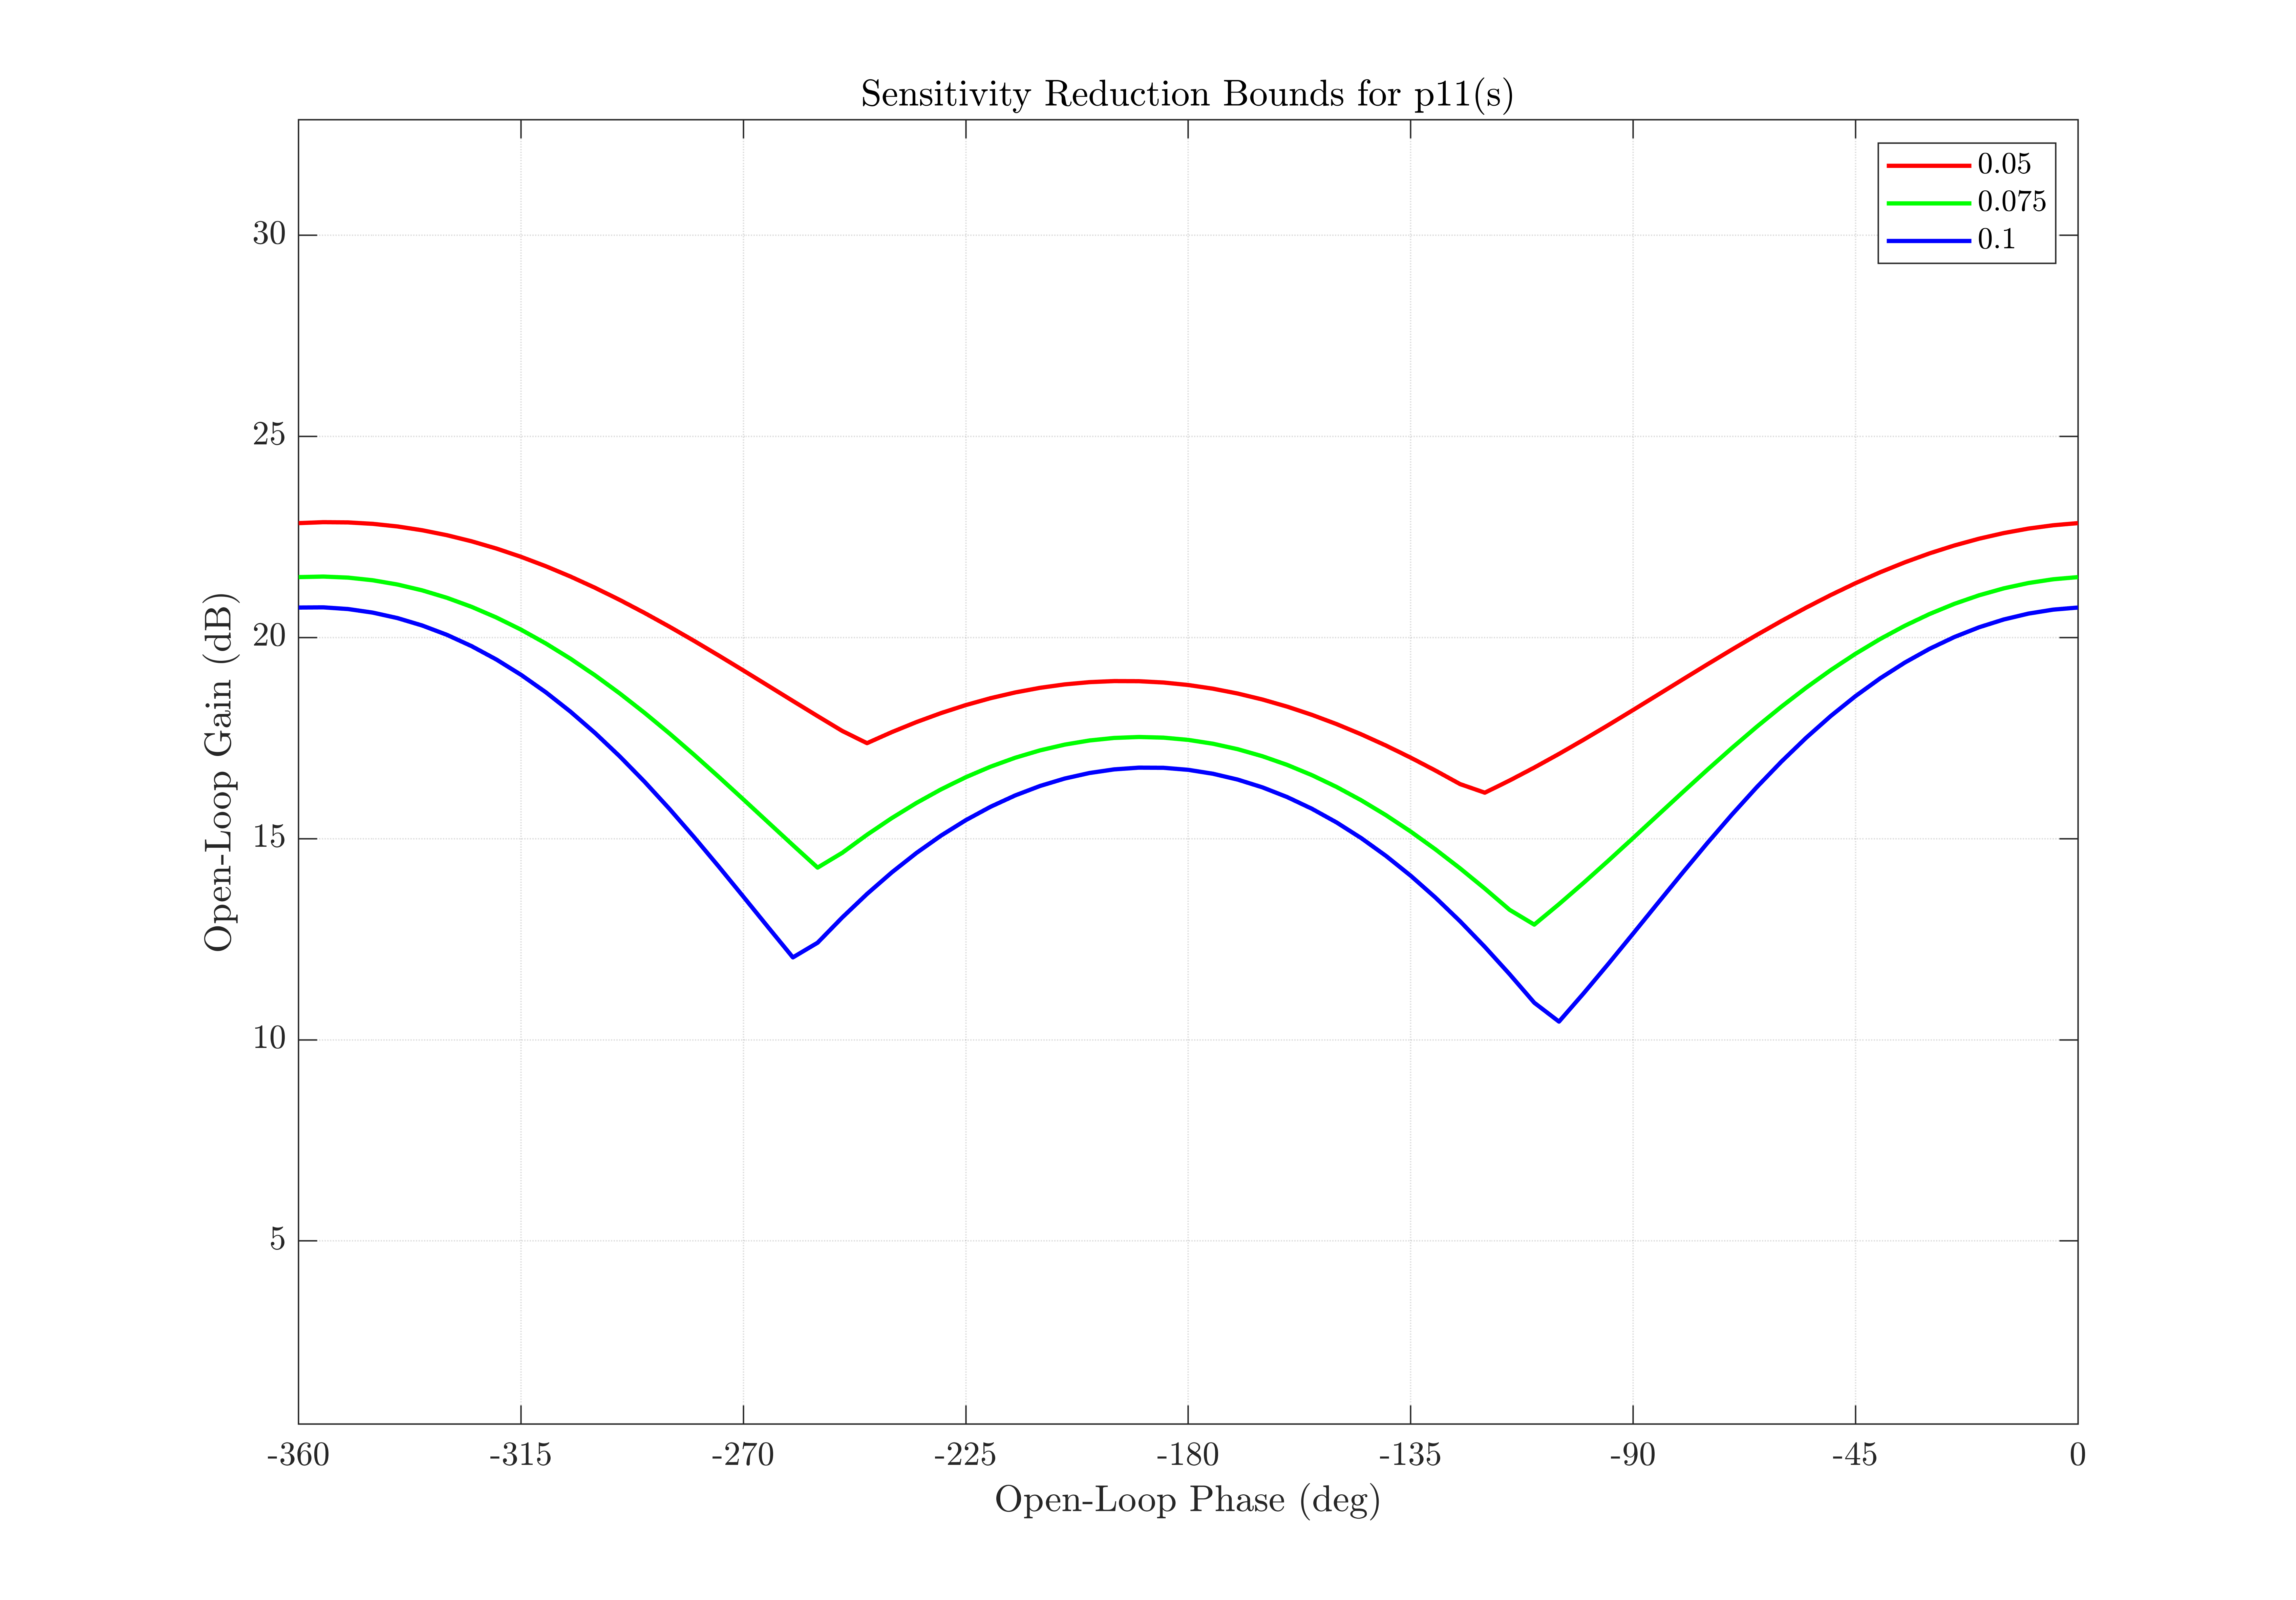 Sensitivity Reduction Bounds for p11(s)
0.05
0.075
0.1
30
25
20
15
10
5
Open-Loop Gain (dB)
-360 -315 -270 -225 -180 -135 -90 -45 0
Open-Loop Phase (deg)